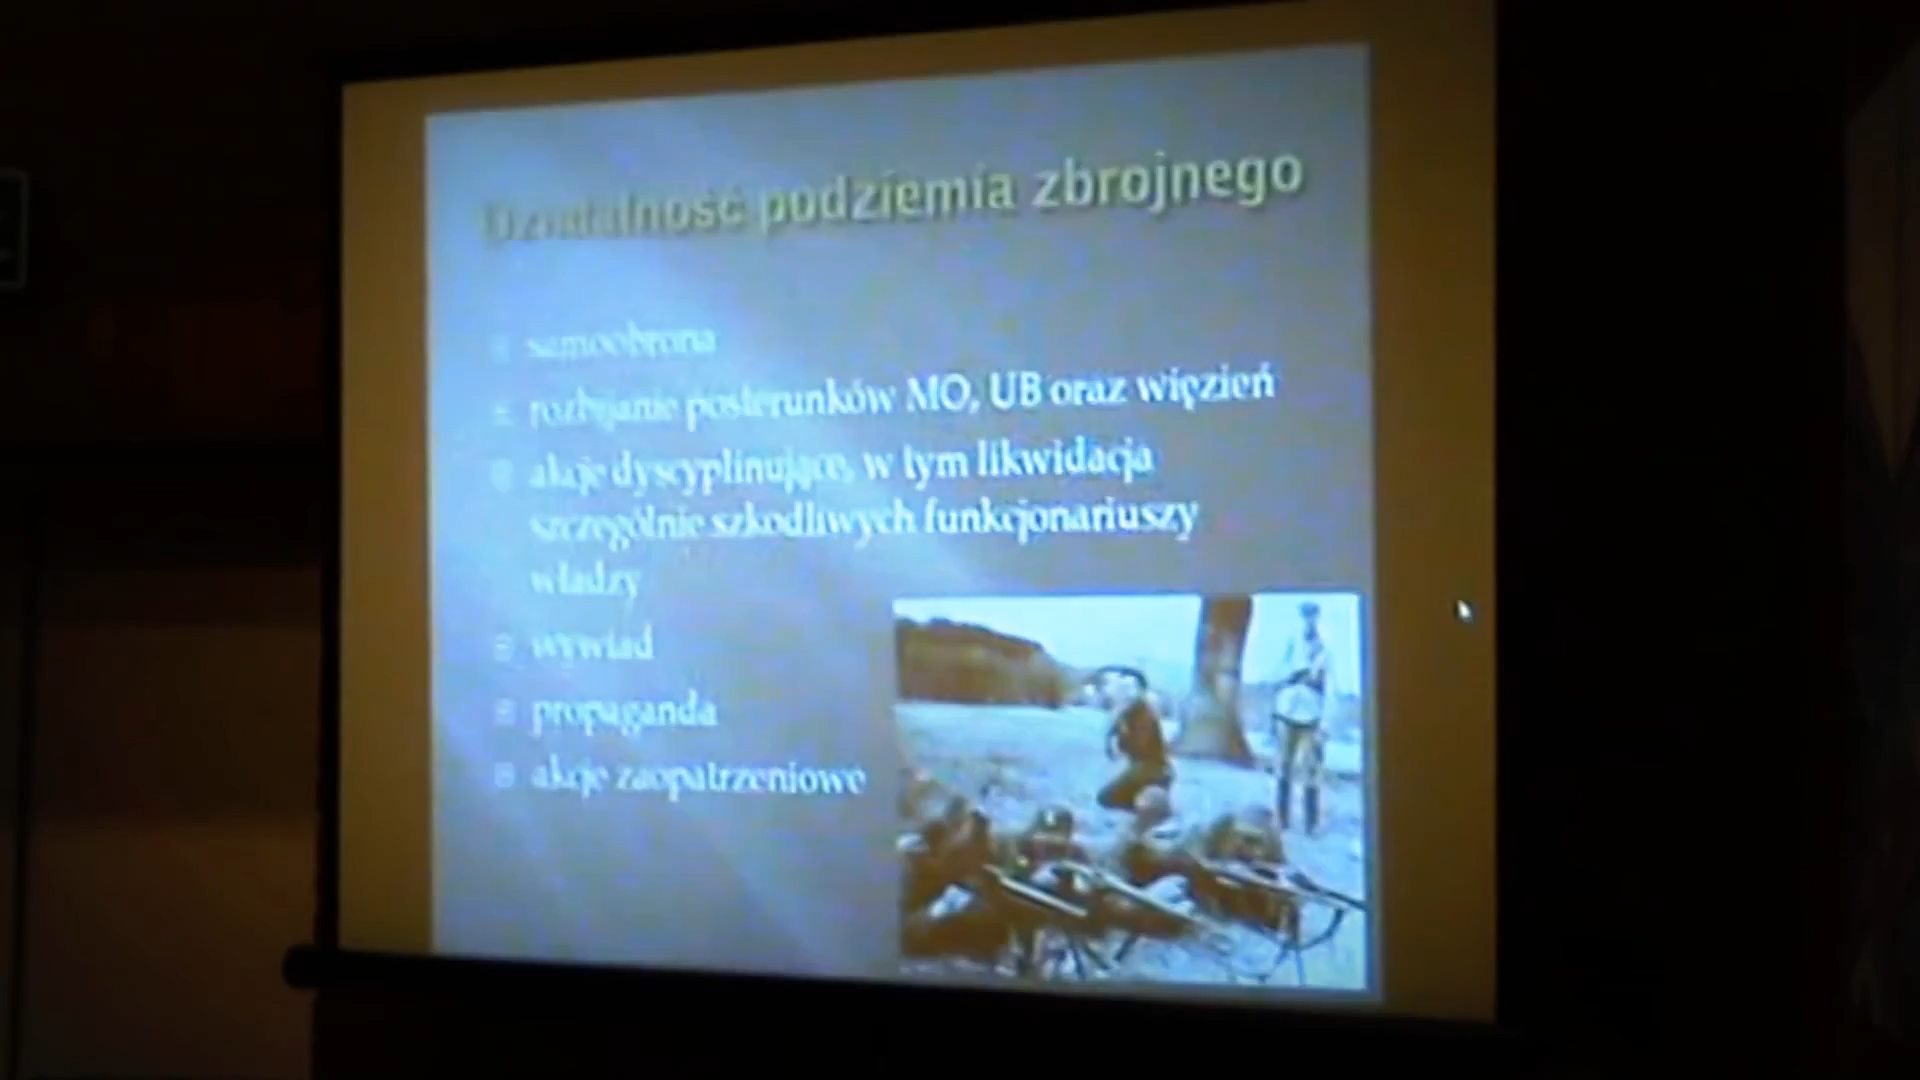 Działalność podziemia zbrojnego
samoobrona
rozbijanie posterunków MO, UB oraz więzień
akcje dyscyplinujące, w tym likwidacja
szczególnie szkodliwych funkcjonariuszy
władzy
wywiad
propaganda
akcje zaopatrzeniowe